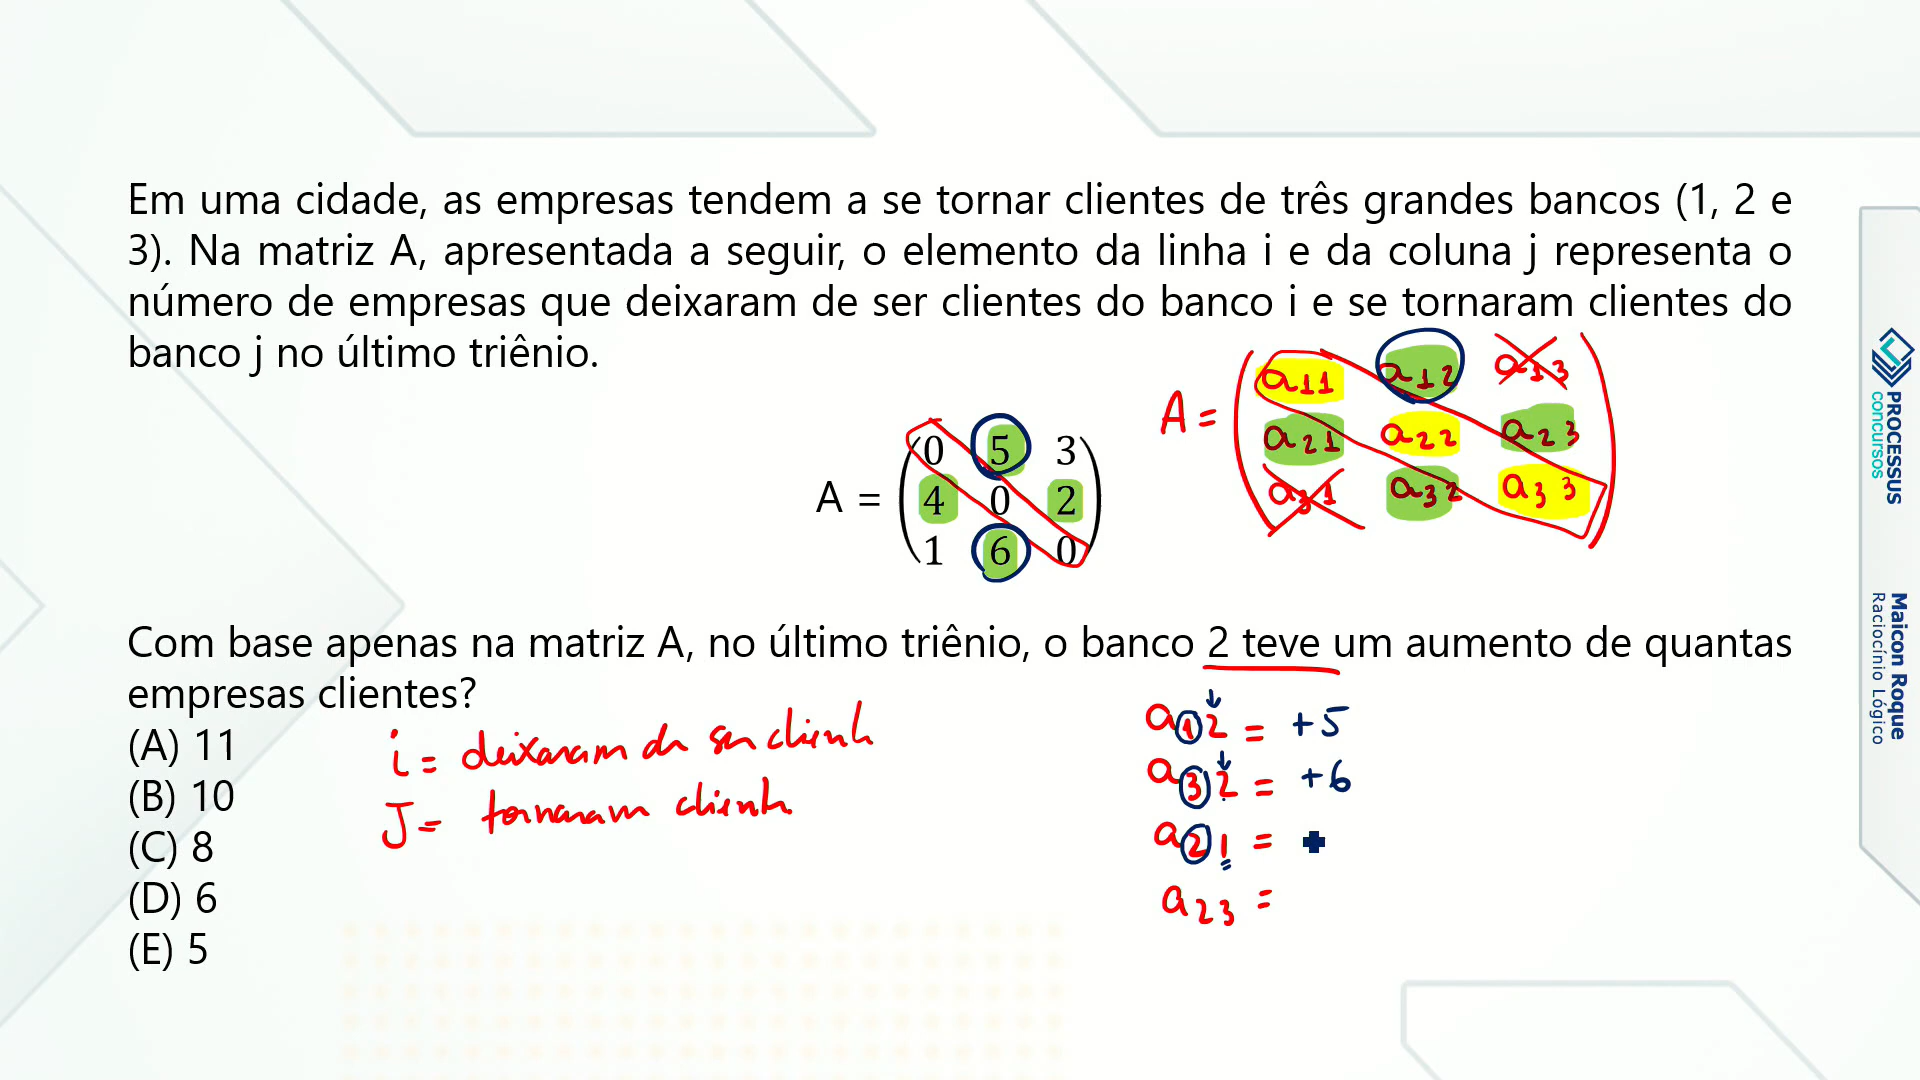 Em uma cidade, as empresas tendem a se tornar clientes de três grandes bancos (1, 2 e
3). Na matriz A, apresentada a seguir, o elemento da linha i e da coluna j representa o
número de empresas que deixaram de ser clientes do banco i e se tornaram clientes do
banco j no último triênio.
A = (
0 5 3
4 0 2
1 6 0
)
A = (
a11 a12 a13
a21 a22 a23
a31 a32 a33
)
Com base apenas na matriz A, no último triênio, o banco 2 teve um aumento de quantas
empresas clientes?
(A) 11
(B) 10
(C) 8
(D) 6
(E) 5
i = deixaram de ser client
J = tornaram client
a12 = +5
a32 = +6
a21 =
a23 =
PROCESSUS
concursos
Maicon Roque
Raciocínio Lógico